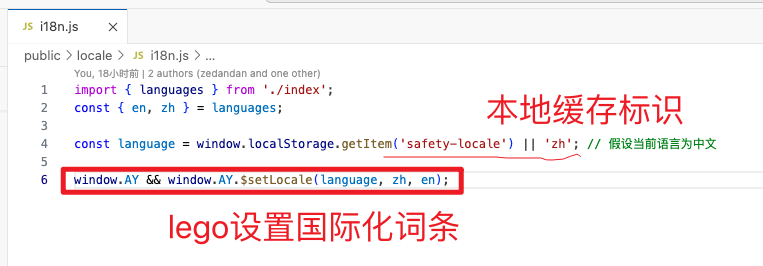 JS i18n.js ×
public > locale > JS i18n.js > ...
You, 18小时前 | 2 authors (zedandan and one other)
1 import { languages } from './index';
2 const { en, zh } = languages;
本地缓存标识
3
4 const language = window.localStorage.getItem('safety-locale') || 'zh'; // 假设当前语言为中文
5
6 window.AY && window.AY.$setLocale(language, zh, en);
lego设置国际化词条